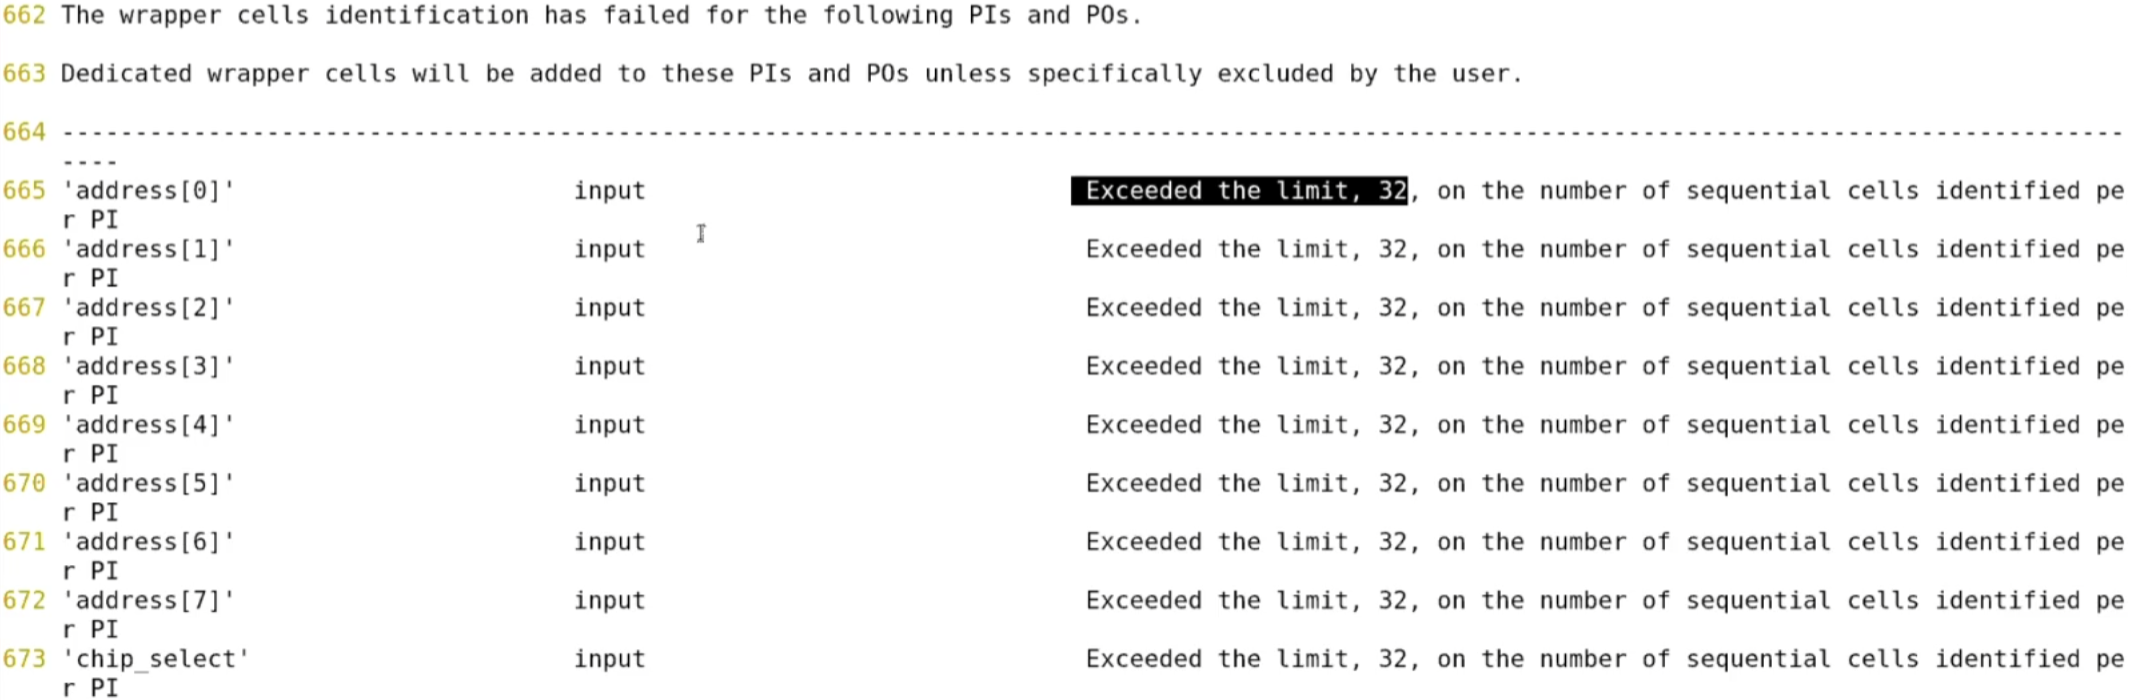 662 The wrapper cells identification has failed for the following PIs and POs.
663 Dedicated wrapper cells will be added to these PIs and POs unless specifically excluded by the user.
664 ---------------------------------------------------------------------------------------------------------------------------------------------
----
665 'address[0]' input Exceeded the limit, 32, on the number of sequential cells identified pe
r PI
666 'address[1]' input Exceeded the limit, 32, on the number of sequential cells identified pe
r PI
667 'address[2]' input Exceeded the limit, 32, on the number of sequential cells identified pe
r PI
668 'address[3]' input Exceeded the limit, 32, on the number of sequential cells identified pe
r PI
669 'address[4]' input Exceeded the limit, 32, on the number of sequential cells identified pe
r PI
670 'address[5]' input Exceeded the limit, 32, on the number of sequential cells identified pe
r PI
671 'address[6]' input Exceeded the limit, 32, on the number of sequential cells identified pe
r PI
672 'address[7]' input Exceeded the limit, 32, on the number of sequential cells identified pe
r PI
673 'chip_select' input Exceeded the limit, 32, on the number of sequential cells identified pe
r PI